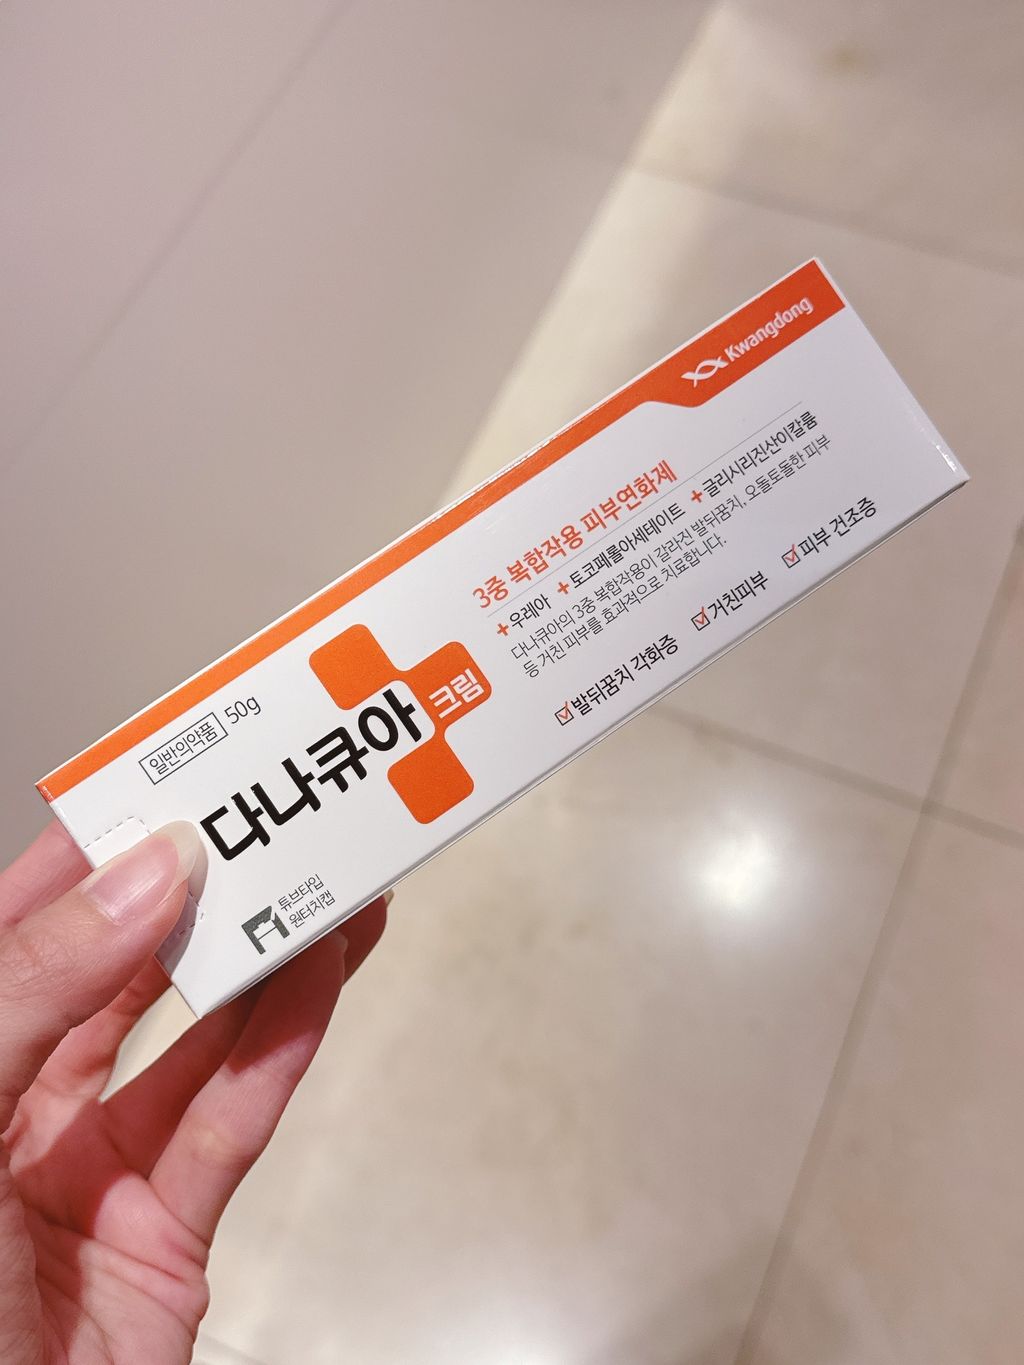 Kwangdong
일반의약품 50g
다나큐아 크림
튜브타입
원터치캡
3중 복합작용 피부연화제
+우레아 +토코페롤아세테이트 +글리시리진산이칼륨
다나큐아의 3중 복합작용이 갈라진 발뒤꿈치, 오돌토돌한 피부
등 거친 피부를 효과적으로 치료합니다.
발뒤꿈치 각화증 거친피부 피부 건조증